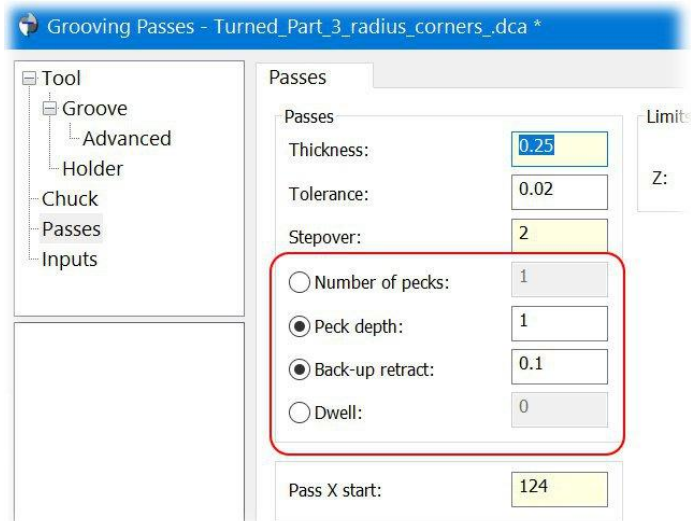 Grooving Passes - Turned_Part_3_radius_corners_.dca *
Tool
Groove
Advanced
Holder
Chuck
Passes
Inputs
Passes
Passes
Thickness: 0.25
Tolerance: 0.02
Stepover: 2
Number of pecks: 1
Peck depth: 1
Back-up retract: 0.1
Dwell: 0
Pass X start: 124
Limits
Z: